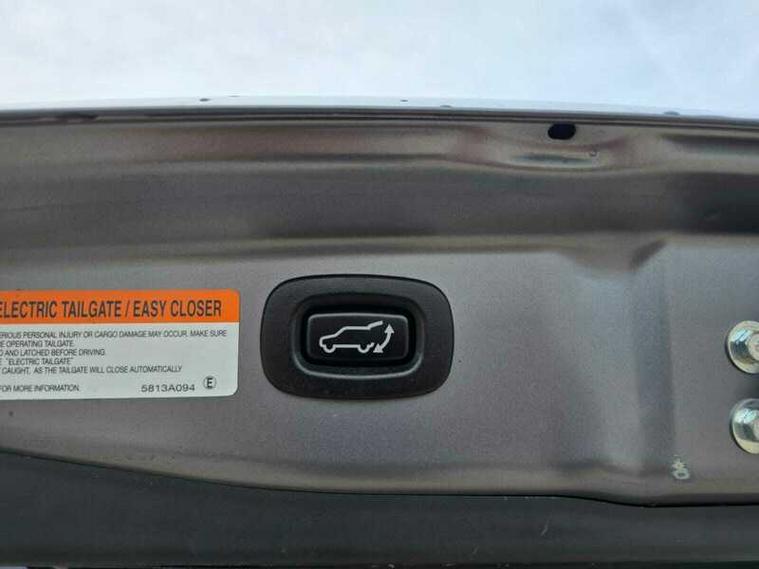 ELECTRIC TAILGATE / EASY CLOSER
PERSONAL INJURY OR CARGO DAMAGE MAY OCCUR. MAKE SURE
OPERATING TAILGATE.
AND LATCHED BEFORE DRIVING.
"ELECTRIC TAILGATE"
CAUGHT, AS THE TAILGATE WILL CLOSE AUTOMATICALLY
FOR MORE INFORMATION. 5813A094 E